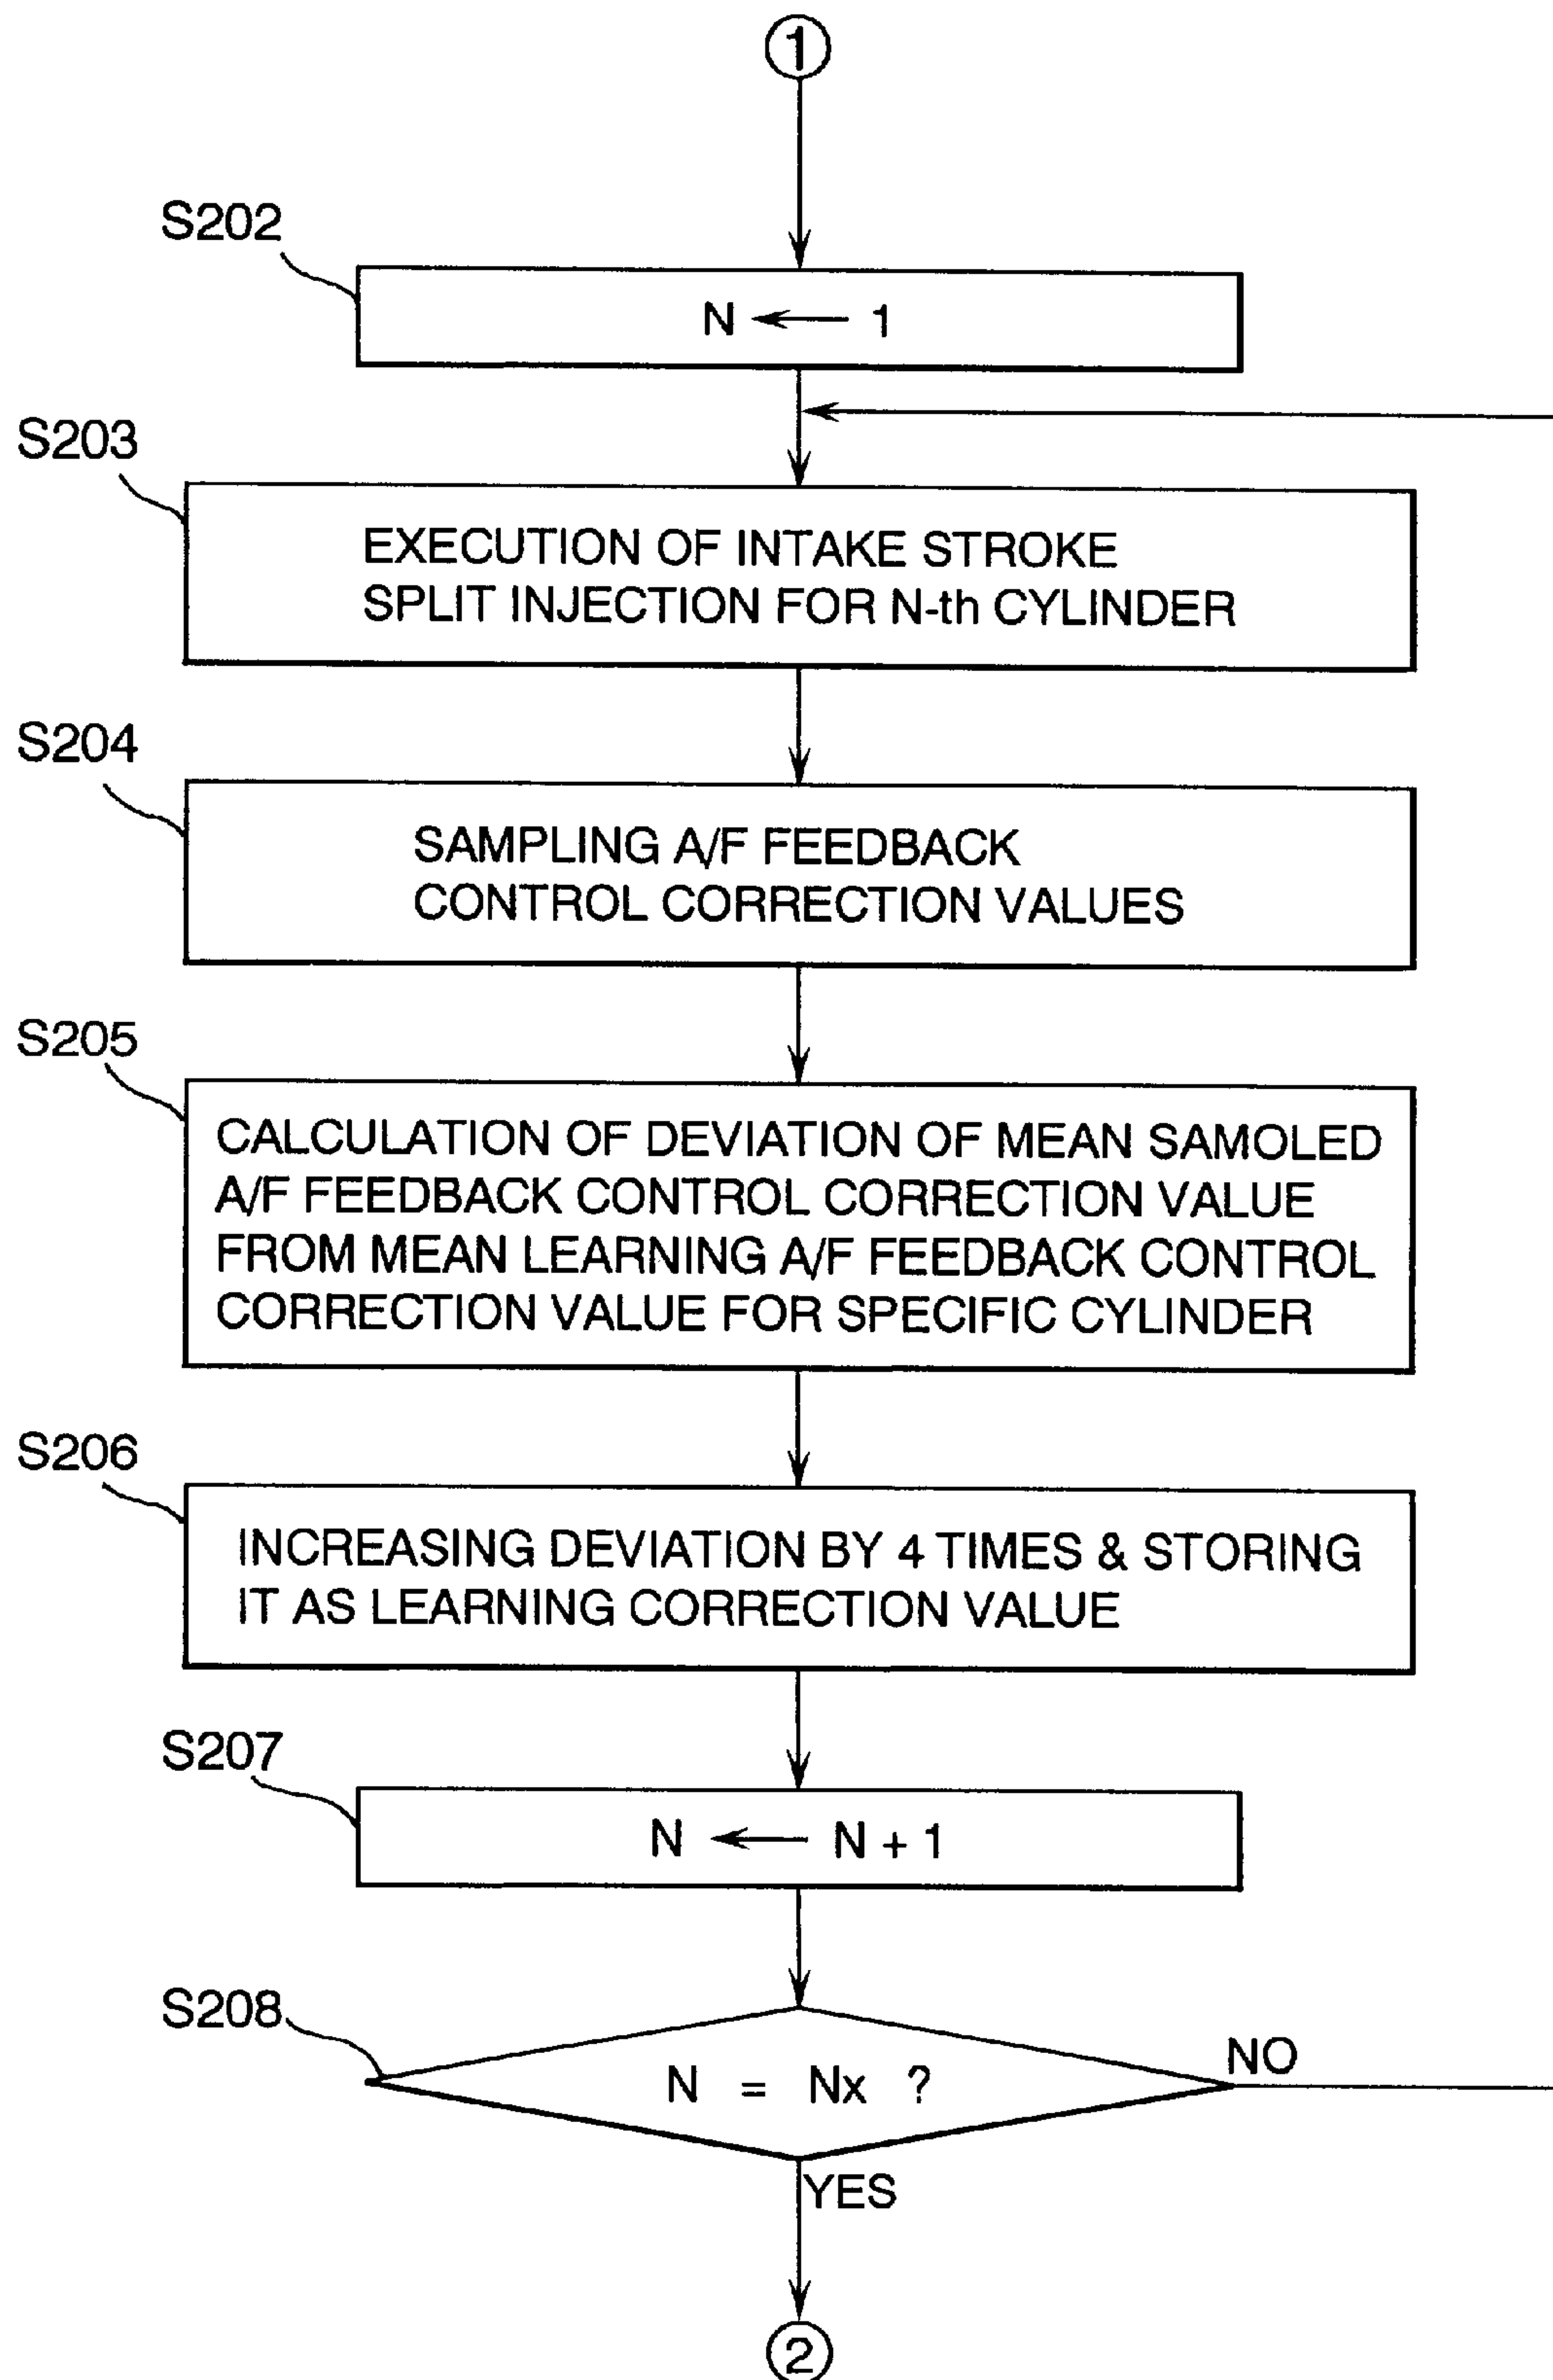 1
S202
N ← 1
S203
EXECUTION OF INTAKE STROKE
SPLIT INJECTION FOR N-th CYLINDER
S204
SAMPLING A/F FEEDBACK
CONTROL CORRECTION VALUES
S205
CALCULATION OF DEVIATION OF MEAN SAMOLED
A/F FEEDBACK CONTROL CORRECTION VALUE
FROM MEAN LEARNING A/F FEEDBACK CONTROL
CORRECTION VALUE FOR SPECIFIC CYLINDER
S206
INCREASING DEVIATION BY 4 TIMES & STORING
IT AS LEARNING CORRECTION VALUE
S207
N ← N + 1
S208
N = Nx ?
NO
YES
2